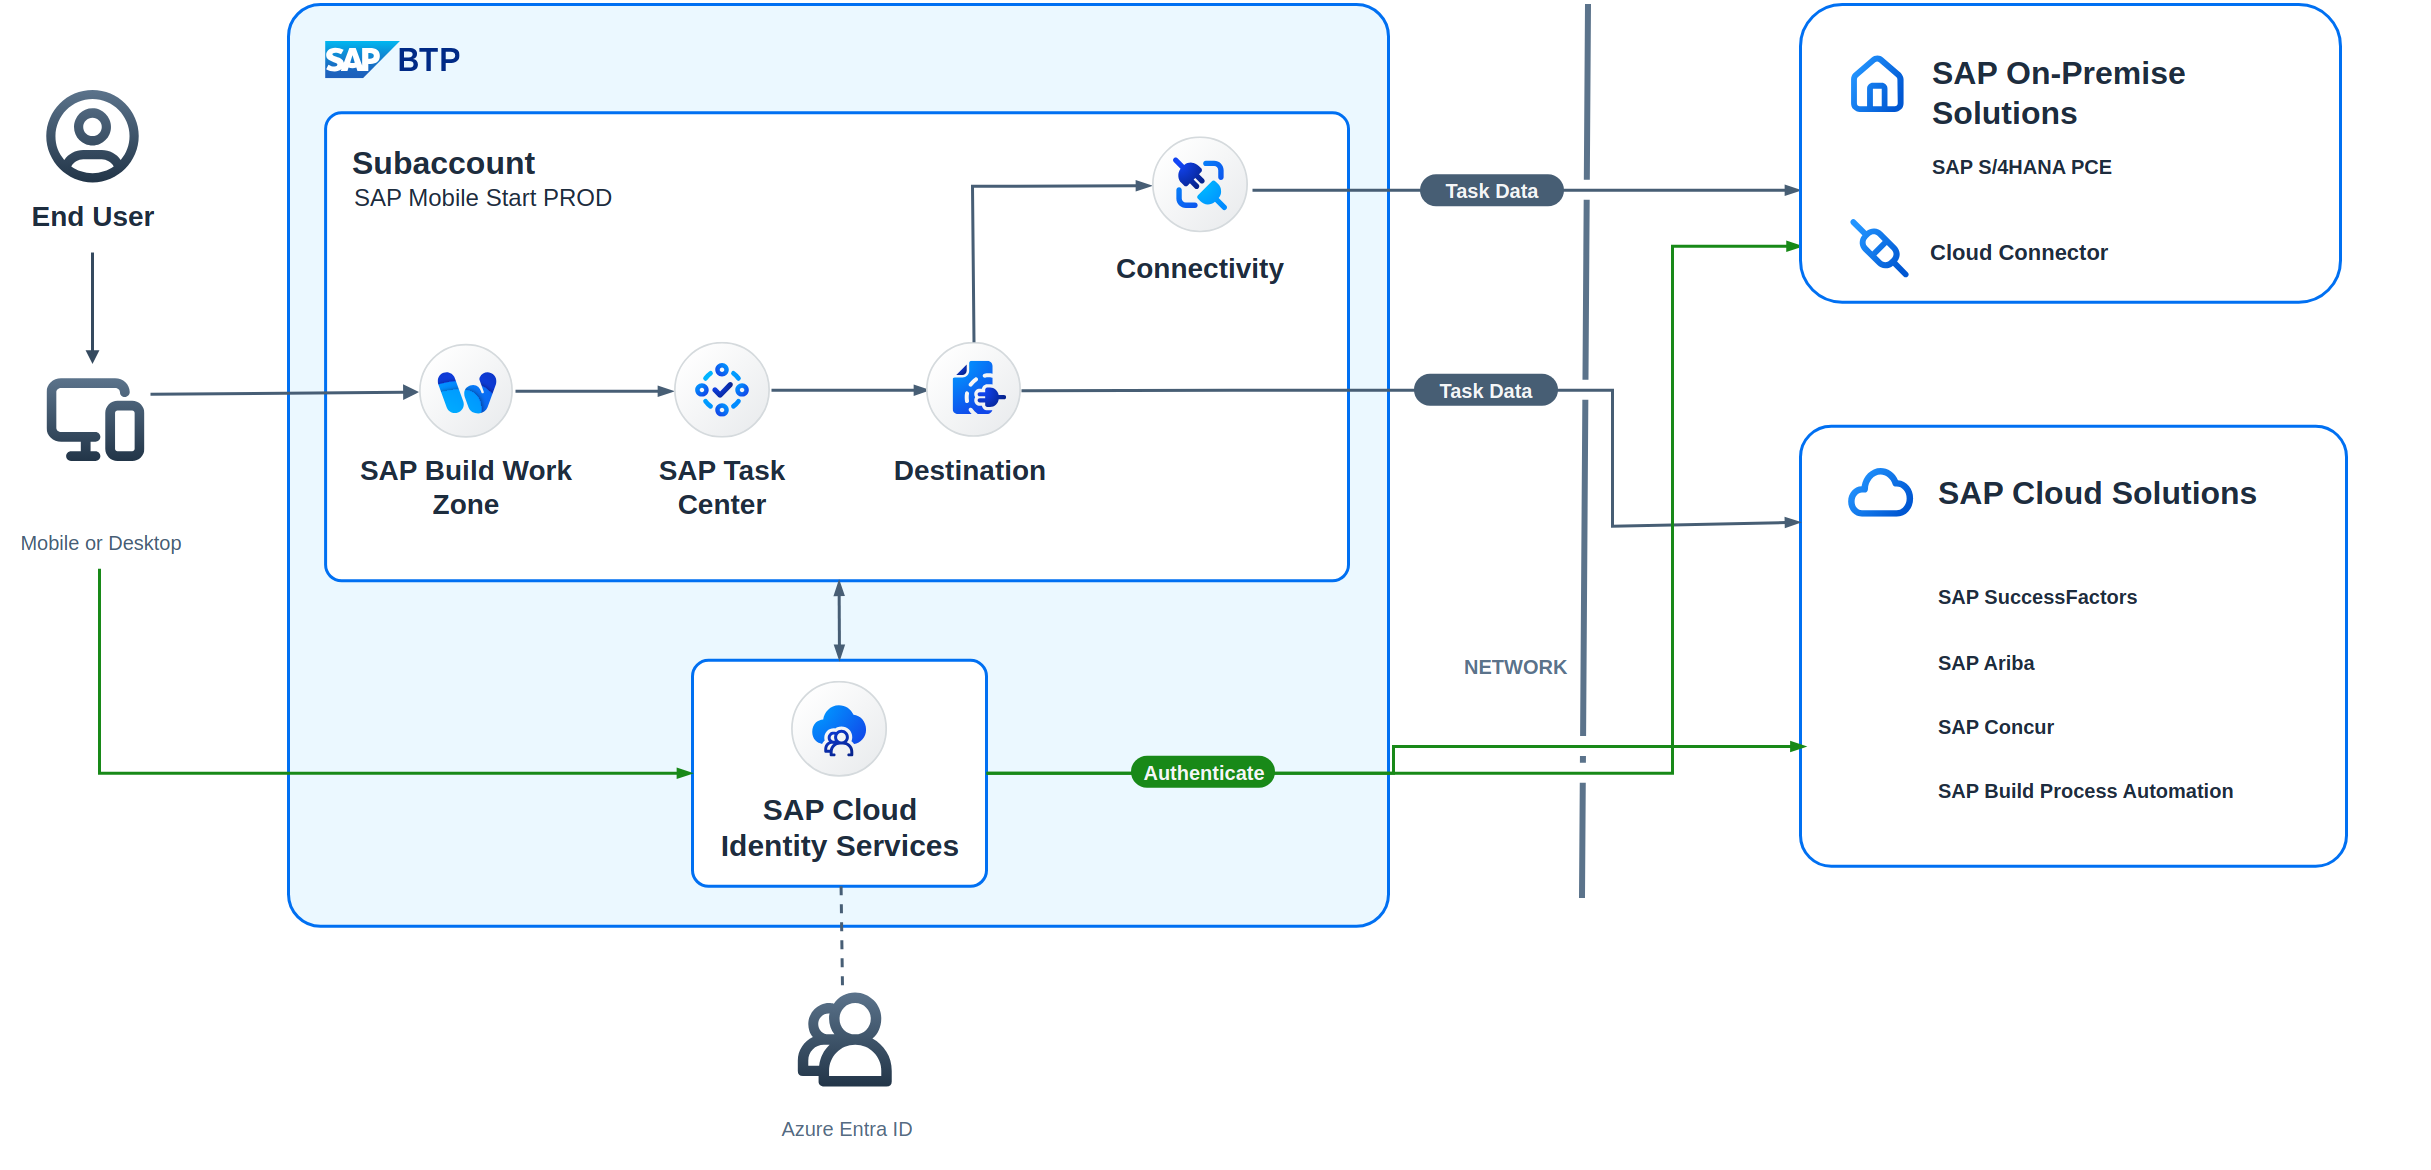 SAP BTP
End User
Subaccount
SAP Mobile Start PROD
Connectivity
SAP Build Work
Zone
SAP Task
Center
Destination
Mobile or Desktop
SAP Cloud
Identity Services
Azure Entra ID
Task Data
Task Data
Authenticate
NETWORK
SAP On-Premise
Solutions
SAP S/4HANA PCE
Cloud Connector
SAP Cloud Solutions
SAP SuccessFactors
SAP Ariba
SAP Concur
SAP Build Process Automation